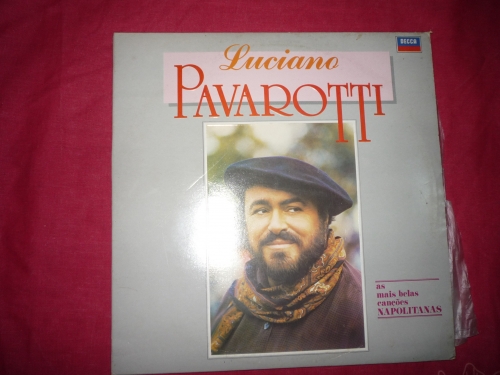 DECCA
Luciano
PAVAROTTI
as
mais belas
canções
NAPOLITANAS